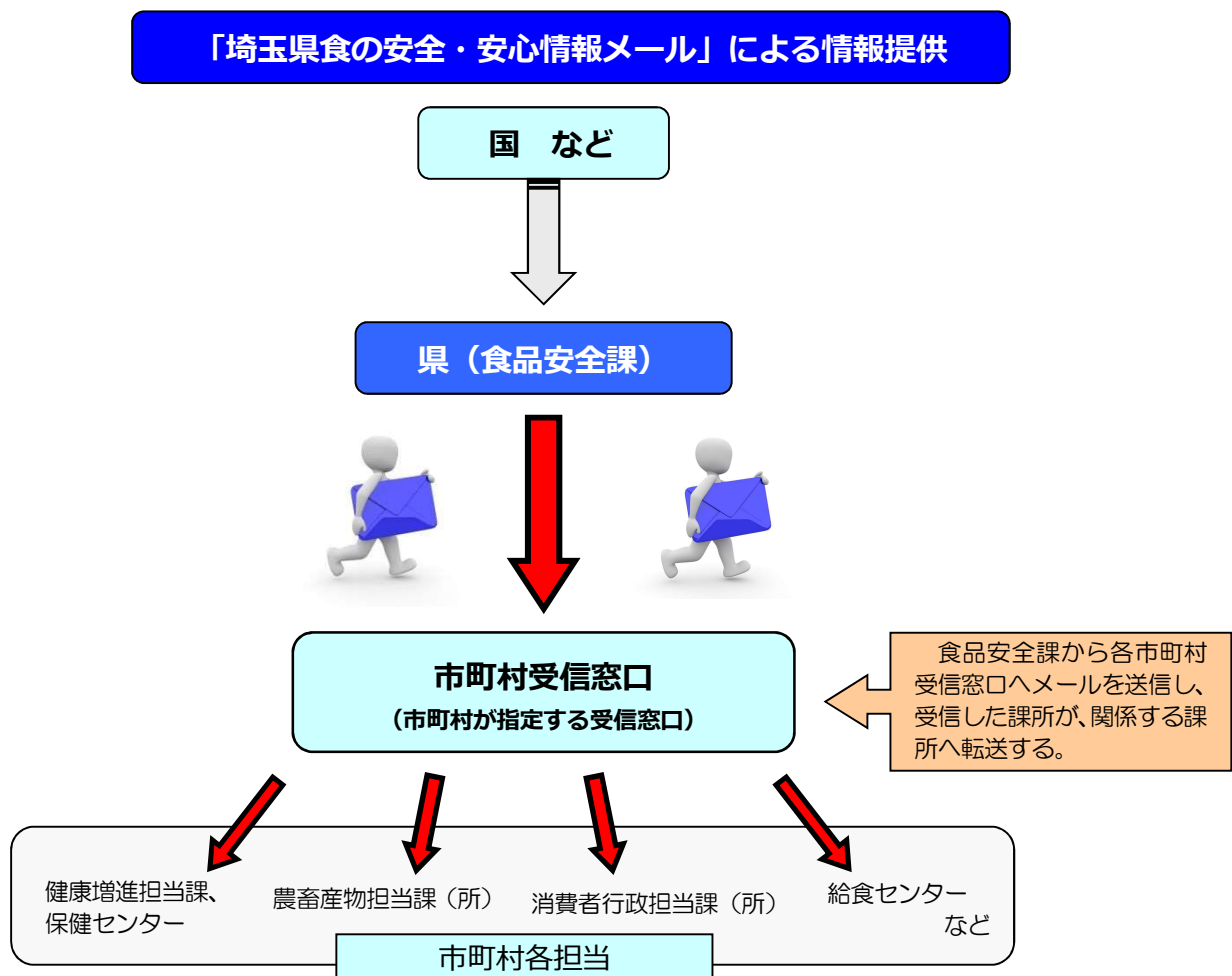 「埼玉県食の安全・安心情報メール」による情報提供
国　など
県（食品安全課）
市町村受信窓口
（市町村が指定する受信窓口）
食品安全課から各市町村
受信窓口へメールを送信し、
受信した課所が、関係する課
所へ転送する。
健康増進担当課、
保健センター
農畜産物担当課（所）
消費者行政担当課（所）
給食センター
など
市町村各担当